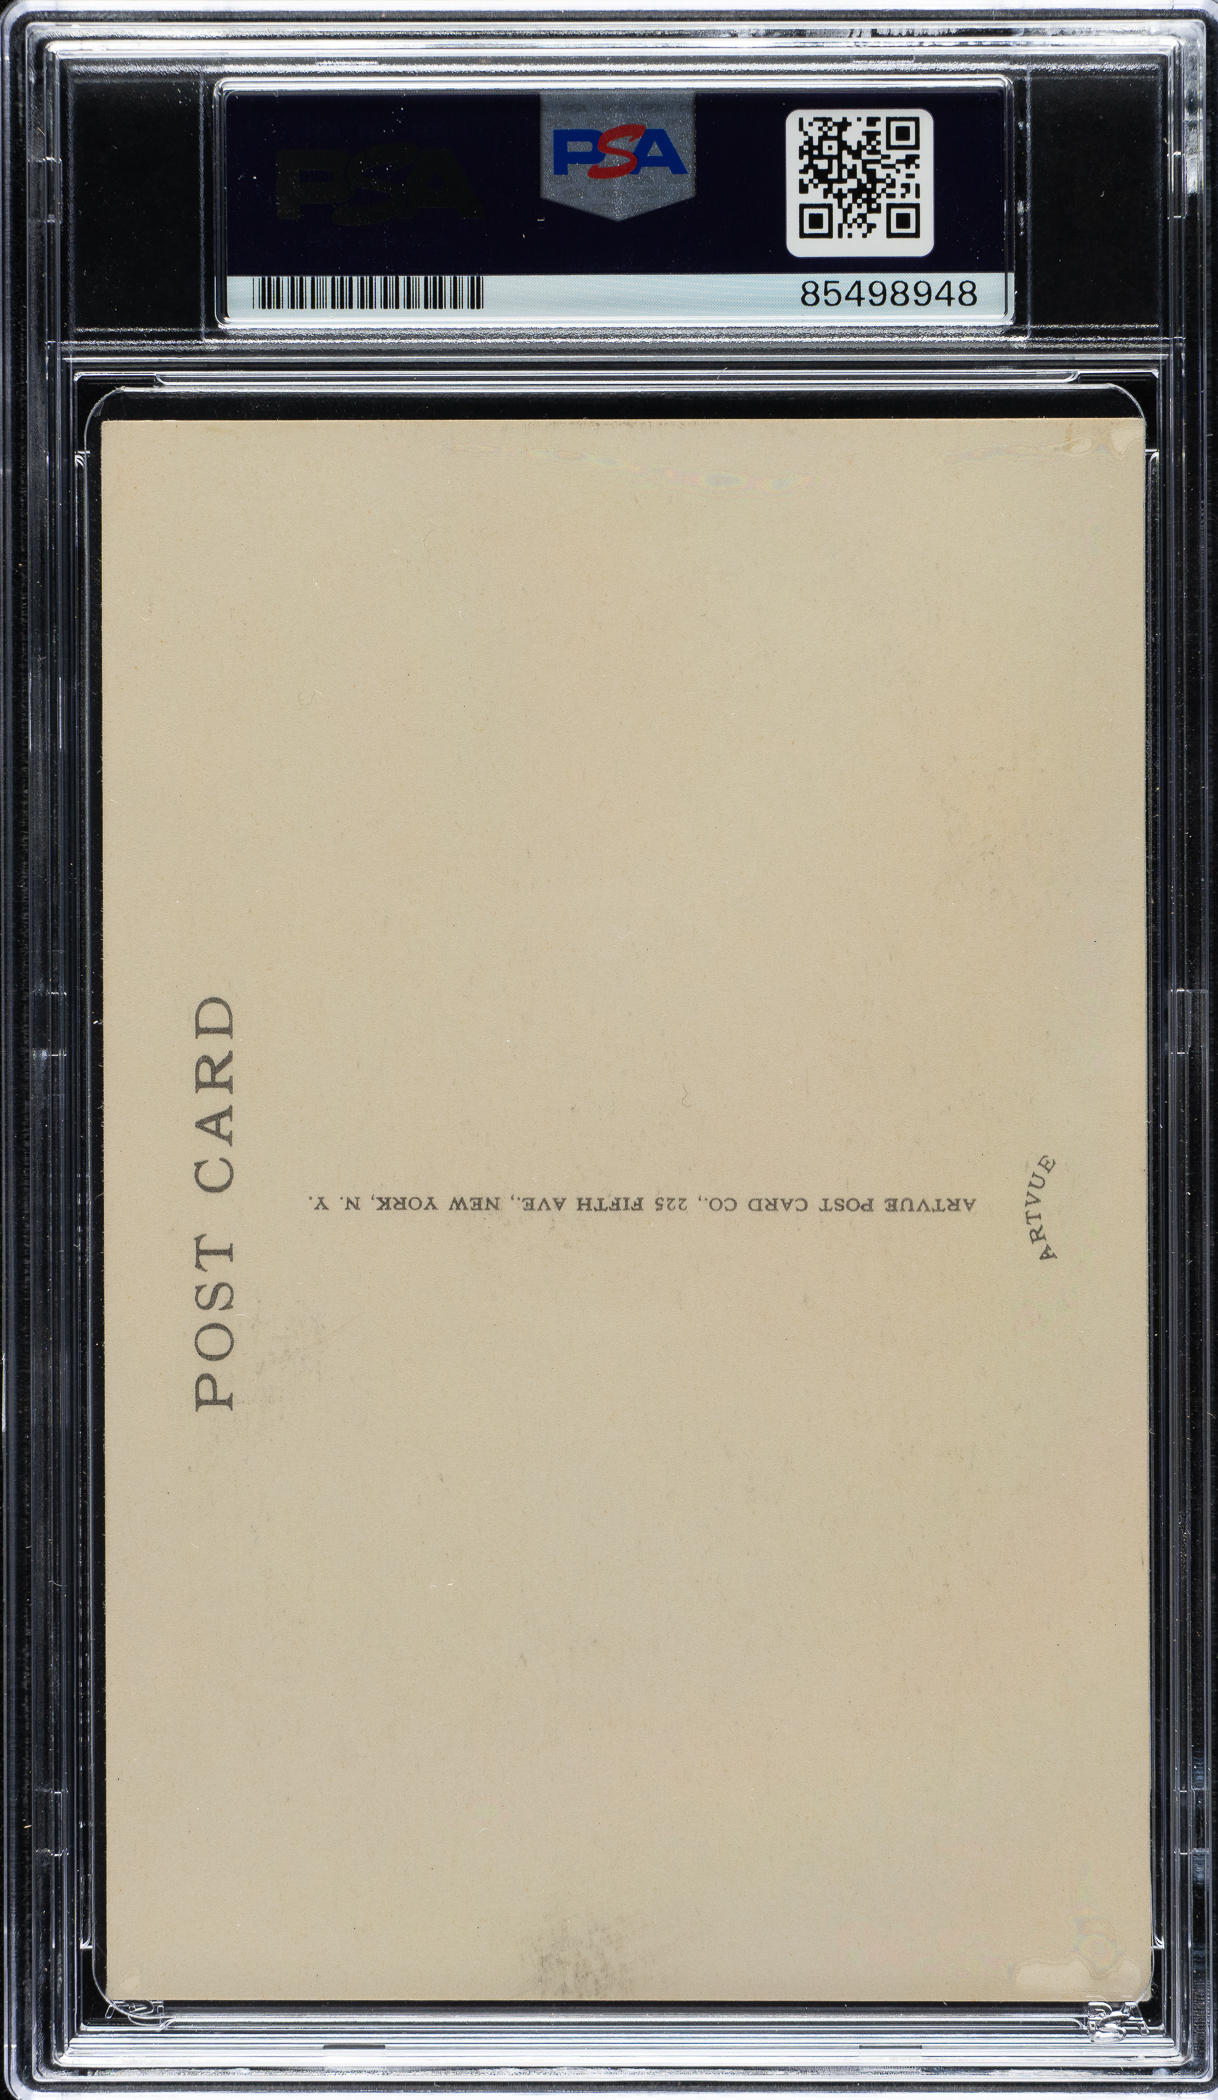 PSA
PSA
85498948
POST CARD
ARTVUE POST CARD CO., 225 FIFTH AVE., NEW YORK, N. Y.
ARTVUE